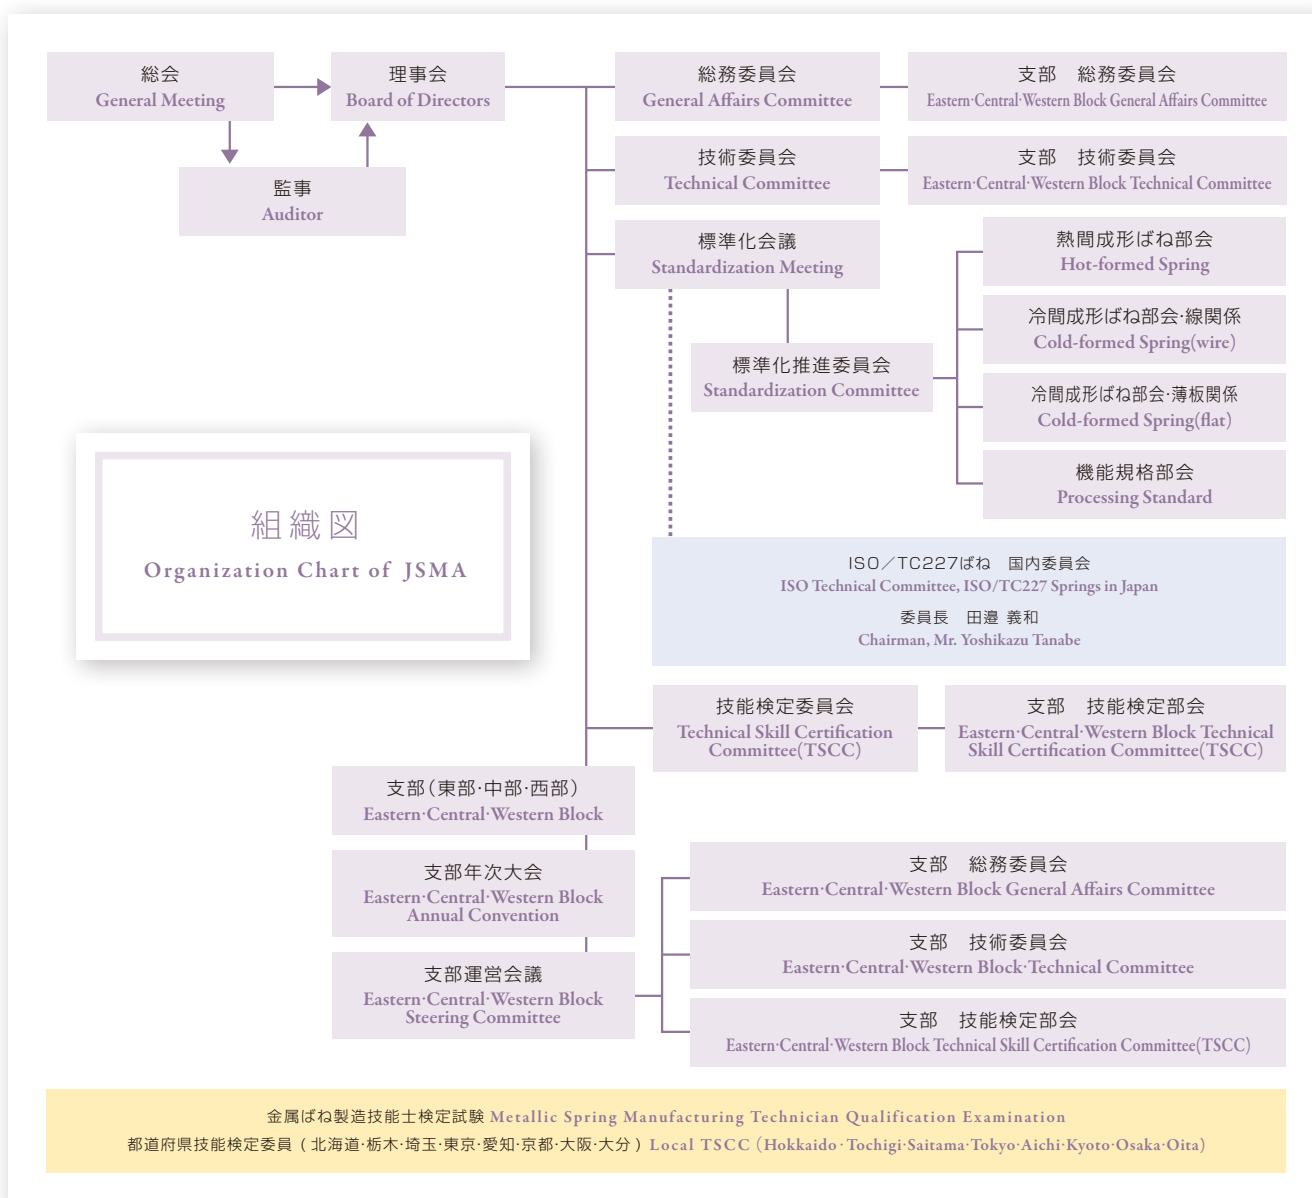 総会
General Meeting
理事会
Board of Directors
監事
Auditor
総務委員会
General Affairs Committee
支部　総務委員会
Eastern·Central·Western Block General Affairs Committee
技術委員会
Technical Committee
支部　技術委員会
Eastern·Central·Western Block Technical Committee
標準化会議
Standardization Meeting
標準化推進委員会
Standardization Committee
熱間成形ばね部会
Hot-formed Spring
冷間成形ばね部会·線関係
Cold-formed Spring(wire)
冷間成形ばね部会·薄板関係
Cold-formed Spring(flat)
機能規格部会
Processing Standard
組織図
Organization Chart of JSMA
ISO／TC227ばね　国内委員会
ISO Technical Committee, ISO/TC227 Springs in Japan
委員長　田邉 義和
Chairman, Mr. Yoshikazu Tanabe
技能検定委員会
Technical Skill Certification
Committee(TSCC)
支部　技能検定部会
Eastern·Central·Western Block Technical
Skill Certification Committee(TSCC)
支部（東部·中部·西部）
Eastern·Central·Western Block
支部年次大会
Eastern·Central·Western Block
Annual Convention
支部運営会議
Eastern·Central·Western Block
Steering Committee
支部　総務委員会
Eastern·Central·Western Block General Affairs Committee
支部　技術委員会
Eastern·Central·Western Block·Technical Committee
支部　技能検定部会
Eastern·Central·Western Block Technical Skill Certification Committee(TSCC)
金属ばね製造技能士検定試験 Metallic Spring Manufacturing Technician Qualification Examination
都道府県技能検定委員 ( 北海道·栃木·埼玉·東京·愛知·京都·大阪·大分 ) Local TSCC (Hokkaido·Tochigi·Saitama·Tokyo·Aichi·Kyoto·Osaka·Oita)